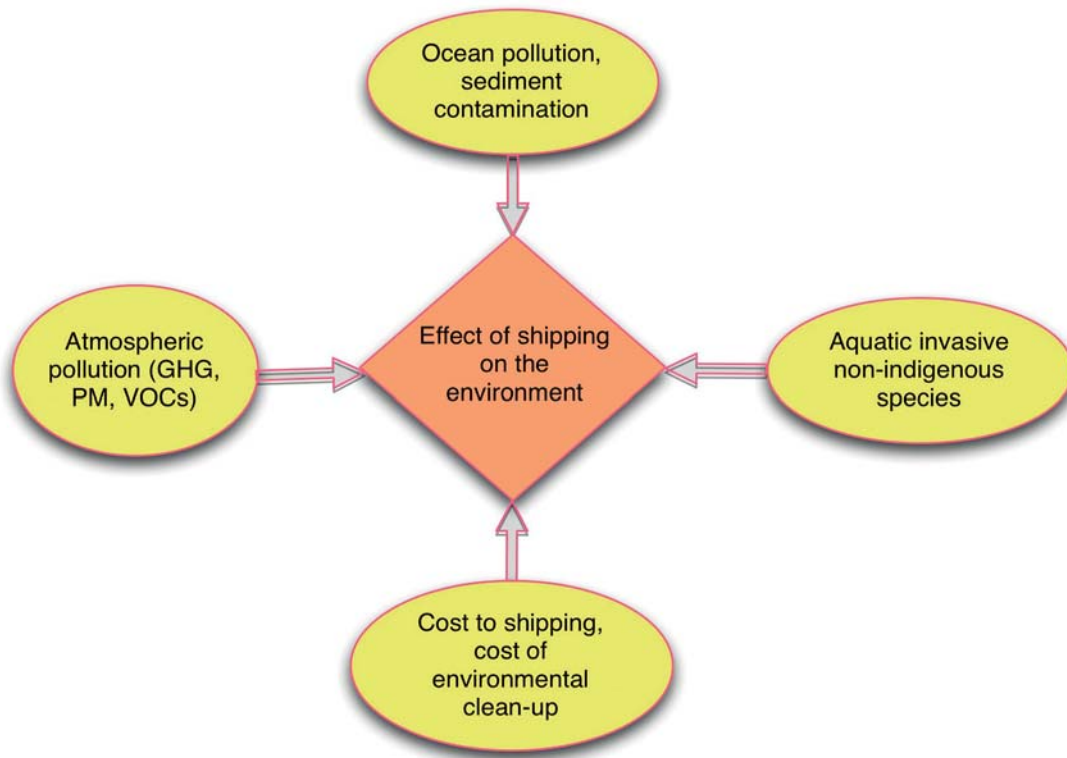 Ocean pollution,
sediment
contamination
Atmospheric
pollution (GHG,
PM, VOCs)
Effect of shipping
on the
environment
Aquatic invasive
non-indigenous
species
Cost to shipping,
cost of
environmental
clean-up